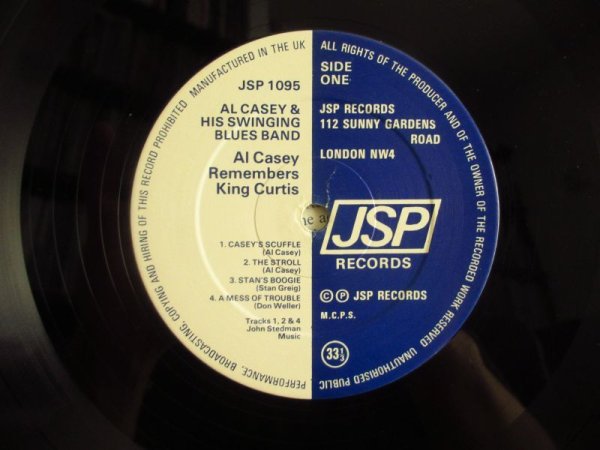 MANUFACTURED IN THE UK
ALL RIGHTS OF THE PRODUCER AND OF THE OWNER OF THE RECORDED WORK RESERVED
UNAUTHORISED PUBLIC
PERFORMANCE, BROADCASTING, COPYING AND HIRING OF THIS RECORD PROHIBITED
JSP 1095
AL CASEY &
HIS SWINGING
BLUES BAND
Al Casey
Remembers
King Curtis
1. CASEY'S SCUFFLE
(Al Casey)
2. THE STROLL
(Al Casey)
3. STAN'S BOOGIE
(Stan Greig)
4. A MESS OF TROUBLE
(Don Weller)
Tracks 1, 2 & 4
John Stedman
Music
SIDE
ONE
JSP RECORDS
112 SUNNY GARDENS
ROAD
LONDON NW4
he a
JSP
RECORDS
© ℗ JSP RECORDS
M.C.P.S.
33⅓